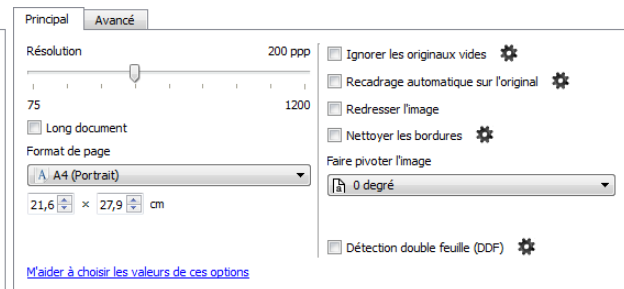 Principal Avancé
Résolution 200 ppp
75 1200
Long document
Format de page
A A4 (Portrait)
21,6 × 27,9 cm
M'aider à choisir les valeurs de ces options
Ignorer les originaux vides
Recadrage automatique sur l'original
Redresser l'image
Nettoyer les bordures
Faire pivoter l'image
a 0 degré
Détection double feuille (DDF)